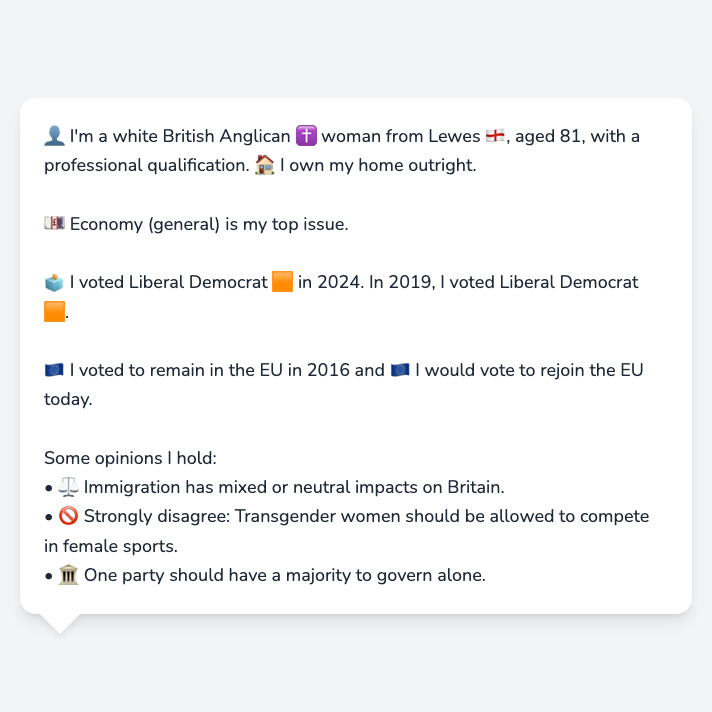 👤 I'm a white British Anglican ✝️ woman from Lewes 🏴󠁧󠁢󠁥󠁮󠁧󠁿, aged 81, with a
professional qualification. 🏠 I own my home outright.
💷 Economy (general) is my top issue.
🗳️ I voted Liberal Democrat 🟧 in 2024. In 2019, I voted Liberal Democrat
🟧.
🇪🇺 I voted to remain in the EU in 2016 and 🇪🇺 I would vote to rejoin the EU
today.
Some opinions I hold:
• ⚖️ Immigration has mixed or neutral impacts on Britain.
• 🚫 Strongly disagree: Transgender women should be allowed to compete
in female sports.
• 🏛️ One party should have a majority to govern alone.